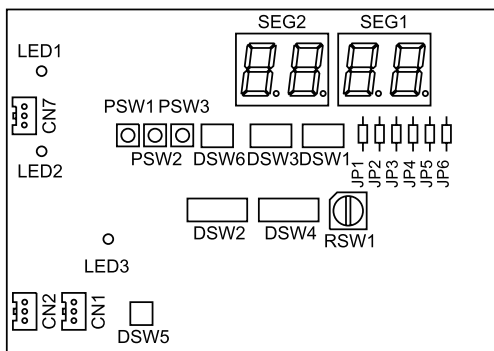 SEG2 SEG1
LED1
CN7
PSW1 PSW3
PSW2 DSW6 DSW3 DSW1
JP1 JP2 JP3 JP4 JP5 JP6
LED2
DSW2 DSW4 RSW1
LED3
CN2 CN1
DSW5